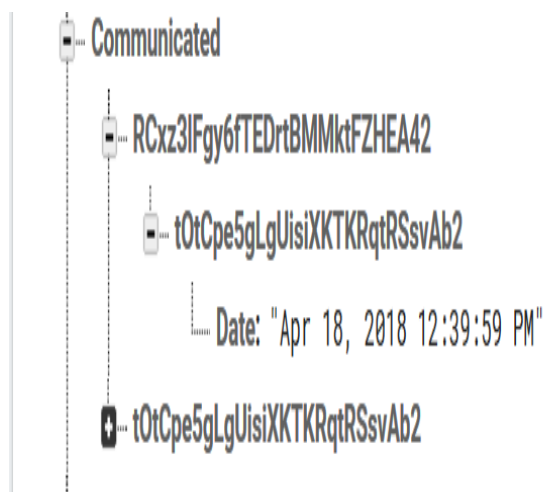 Communicated
RCxz3lFgy6fTEDrtBMMktFZHEA42
tOtCpe5gLgUisiXKTKRqtRSsvAb2
Date: "Apr 18, 2018 12:39:59 PM"
tOtCpe5gLgUisiXKTKRqtRSsvAb2